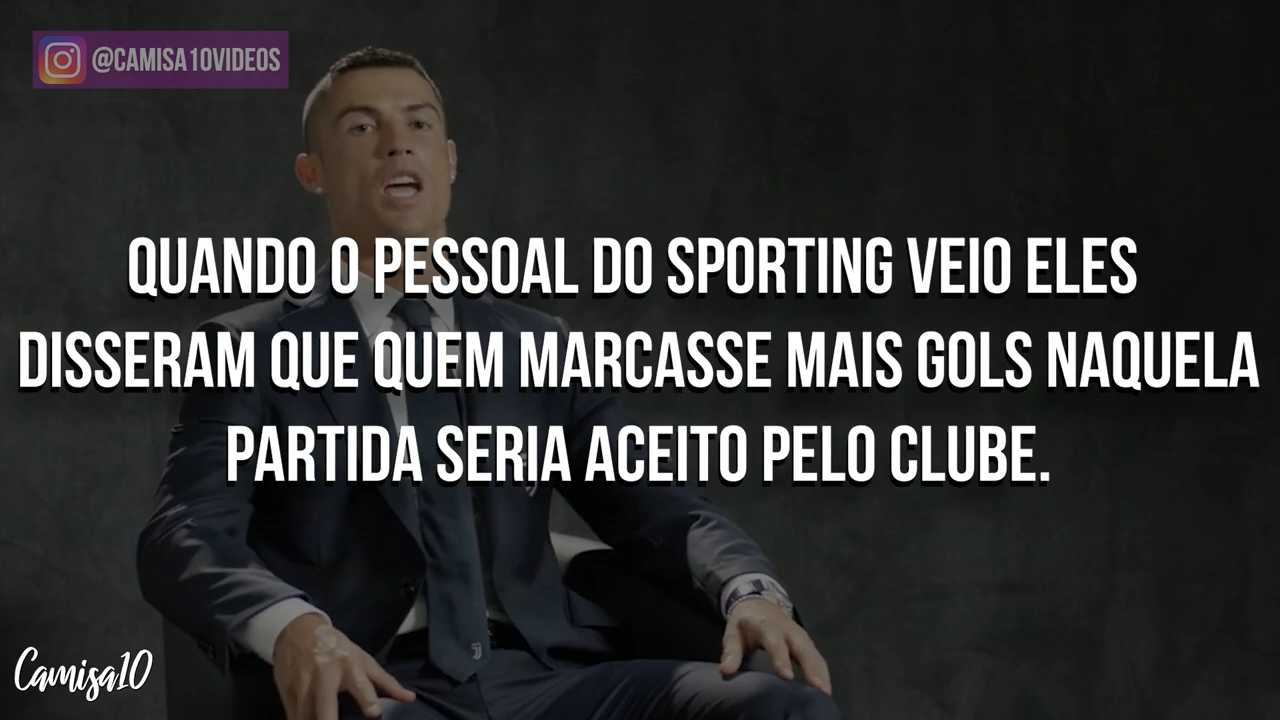 @CAMISA10VIDEOS
QUANDO O PESSOAL DO SPORTING VEIO ELES
DISSERAM QUE QUEM MARCASSE MAIS GOLS NAQUELA
PARTIDA SERIA ACEITO PELO CLUBE.
Camisa10